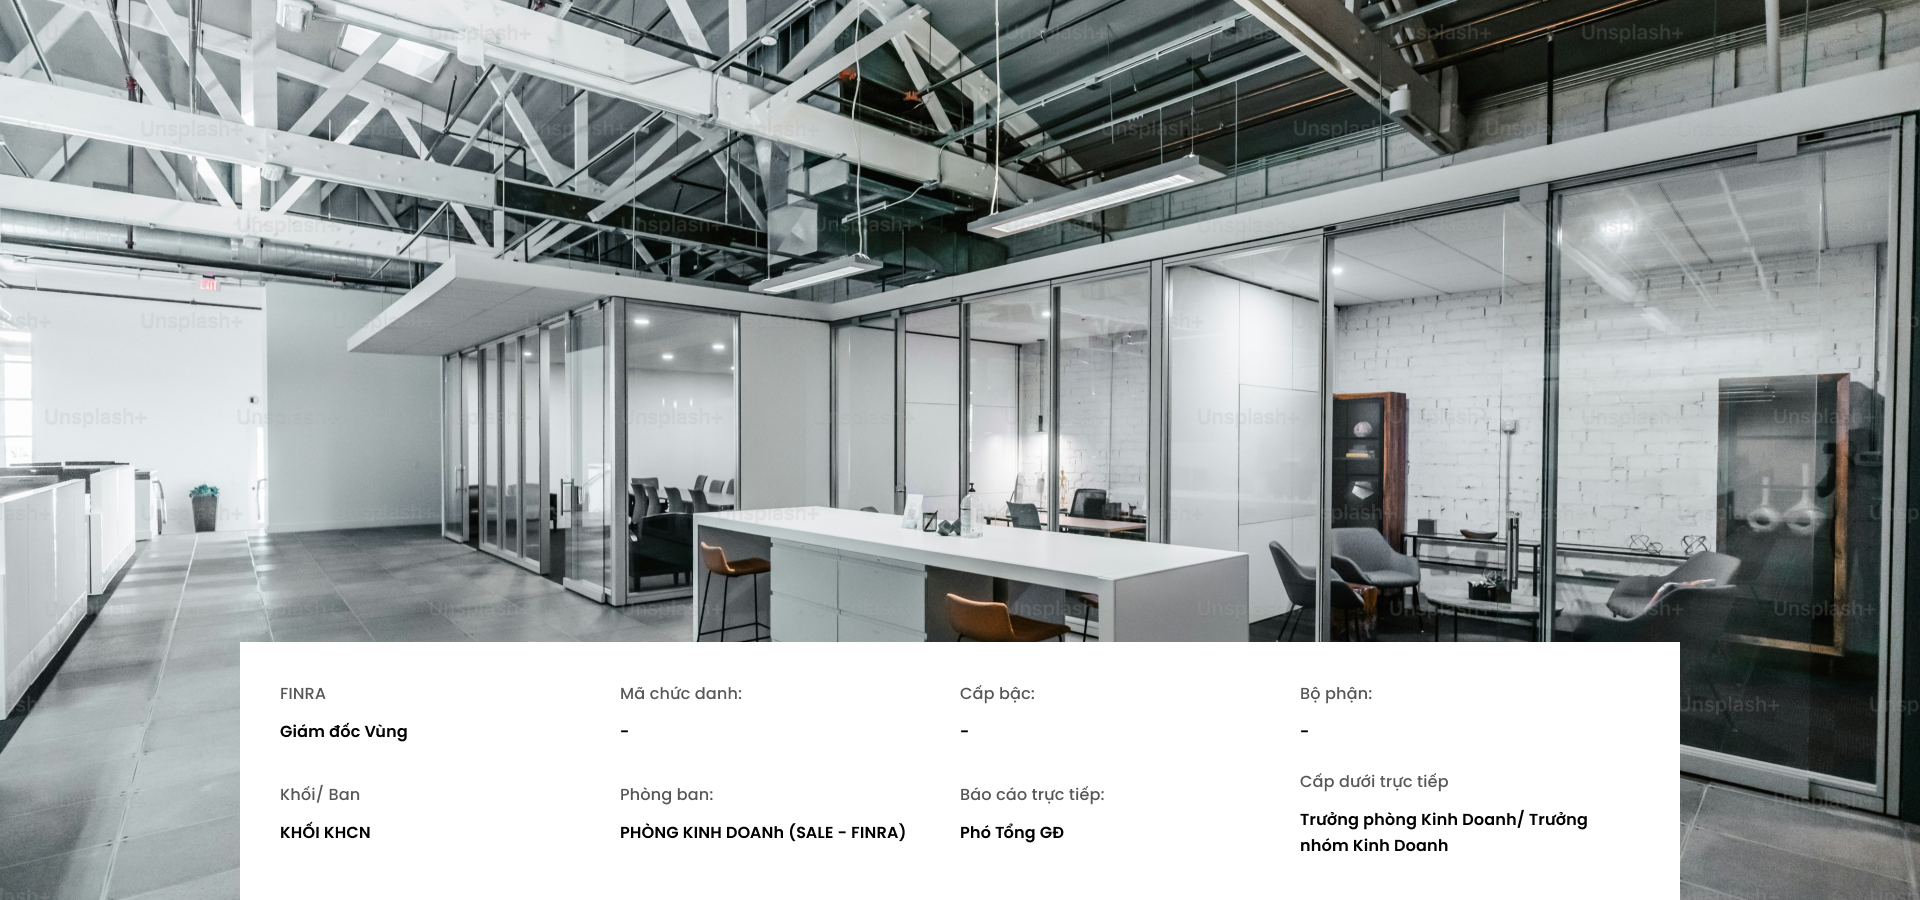 FINRA
Mã chức danh:
Cấp bậc:
Bộ phận:
Giám đốc Vùng
-
-
-
Khối/ Ban
Phòng ban:
Báo cáo trực tiếp:
Cấp dưới trực tiếp
KHỐI KHCN
PHÒNG KINH DOANh (SALE - FINRA)
Phó Tổng GĐ
Trưởng phòng Kinh Doanh/ Trưởng
nhóm Kinh Doanh
Unsplash+